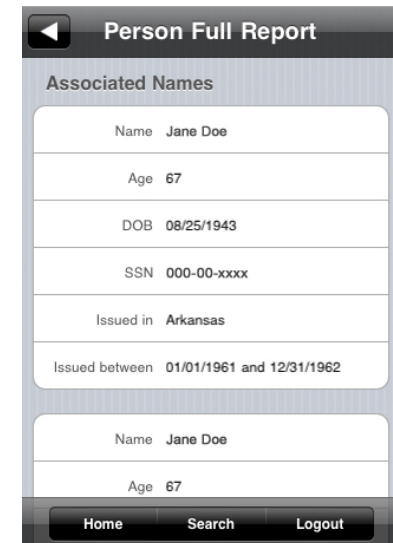 Person Full Report
Associated Names
Name Jane Doe
Age 67
DOB 08/25/1943
SSN 000-00-xxxx
Issued in Arkansas
Issued between 01/01/1961 and 12/31/1962
Name Jane Doe
Age 67
Home Search Logout